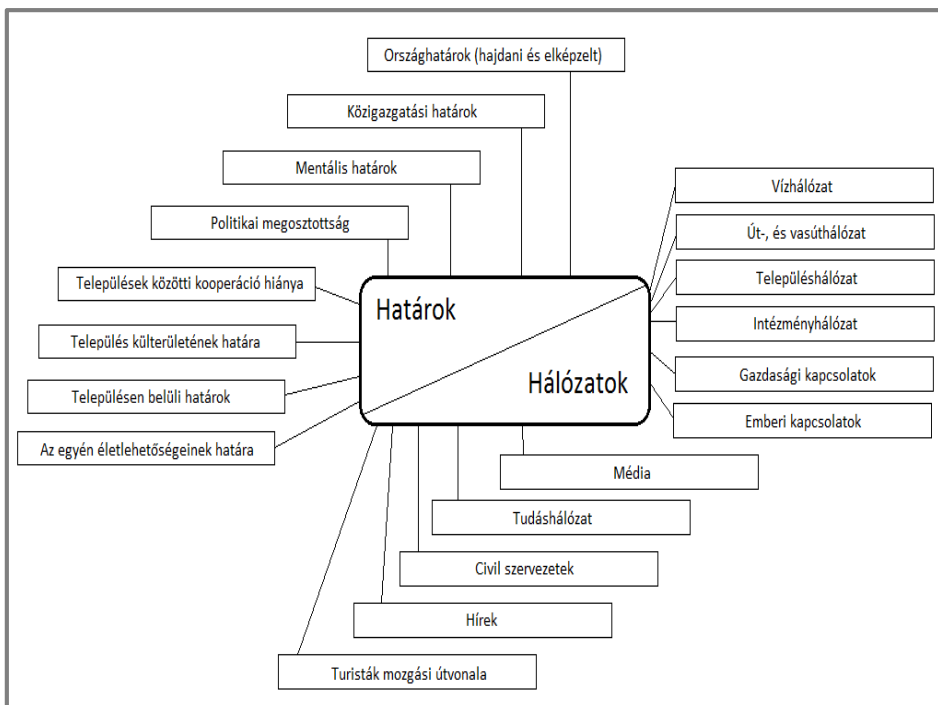 Országhatárok (hajdani és elképzelt)
Közigazgatási határok
Mentális határok
Politikai megosztottság
Települések közötti kooperáció hiánya
Település külterületének határa
Településen belüli határok
Az egyén életlehetőségeinek határa
Határok
Hálózatok
Vízhálózat
Út-, és vasúthálózat
Településhálózat
Intézményhálózat
Gazdasági kapcsolatok
Emberi kapcsolatok
Média
Tudáshálózat
Civil szervezetek
Hírek
Turisták mozgási útvonala